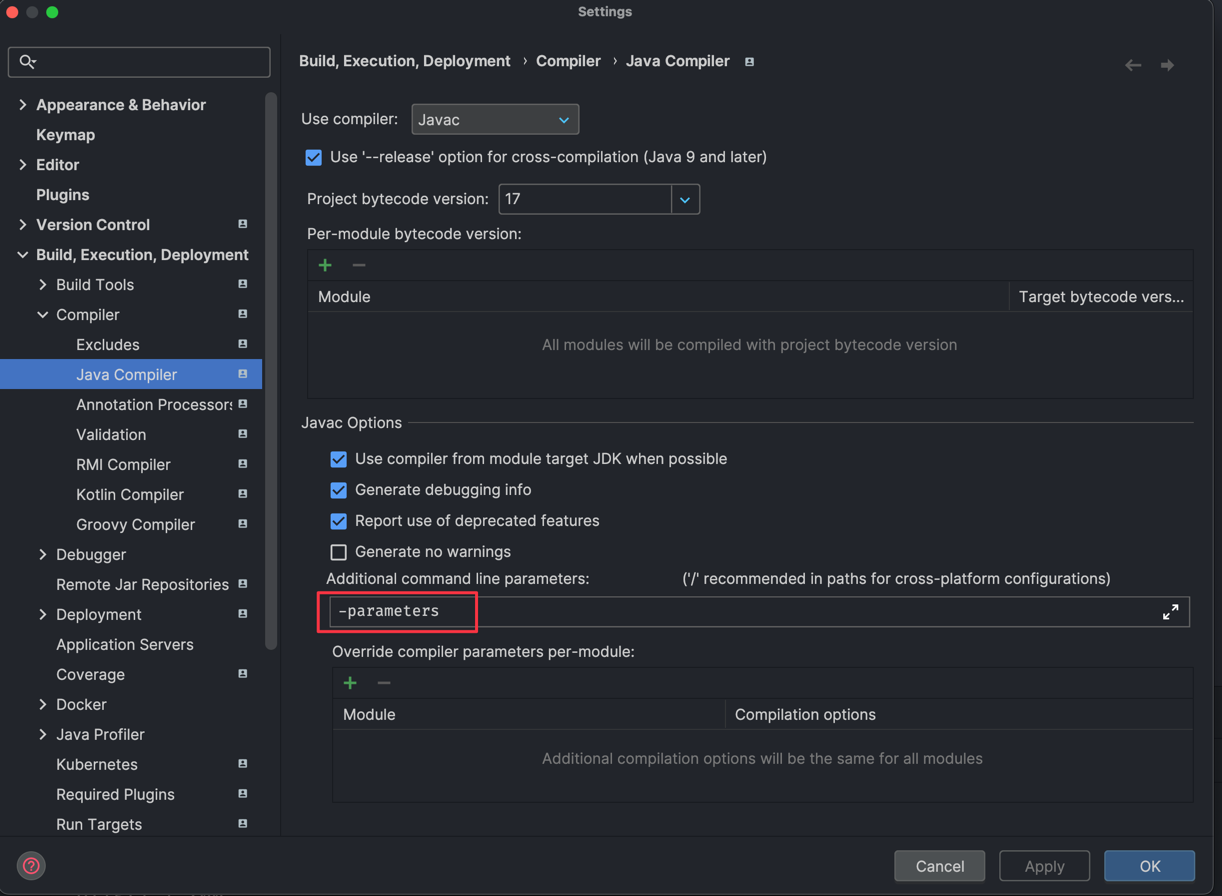 Settings
Appearance & Behavior
Keymap
Editor
Plugins
Version Control
Build, Execution, Deployment
Build Tools
Compiler
Excludes
Java Compiler
Annotation Processors
Validation
RMI Compiler
Kotlin Compiler
Groovy Compiler
Debugger
Remote Jar Repositories
Deployment
Application Servers
Coverage
Docker
Java Profiler
Kubernetes
Required Plugins
Run Targets
Build, Execution, Deployment › Compiler › Java Compiler
Use compiler: Javac
Use '--release' option for cross-compilation (Java 9 and later)
Project bytecode version: 17
Per-module bytecode version:
Module Target bytecode vers...
All modules will be compiled with project bytecode version
Javac Options
Use compiler from module target JDK when possible
Generate debugging info
Report use of deprecated features
Generate no warnings
Additional command line parameters: ('/' recommended in paths for cross-platform configurations)
-parameters
Override compiler parameters per-module:
Module Compilation options
Additional compilation options will be the same for all modules
? Cancel Apply OK